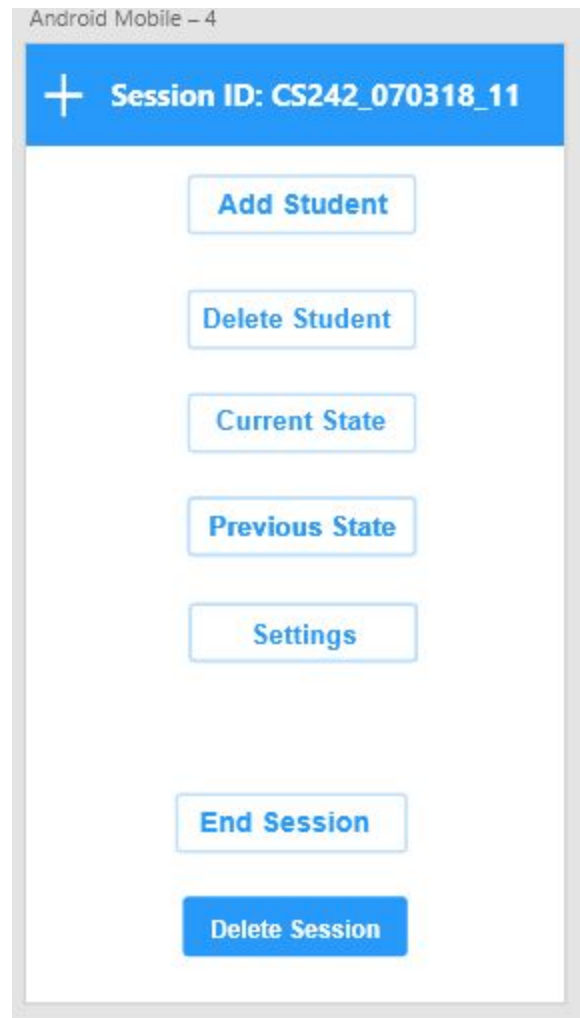 Android Mobile – 4
Session ID: CS242_070318_11
Add Student
Delete Student
Current State
Previous State
Settings
End Session
Delete Session